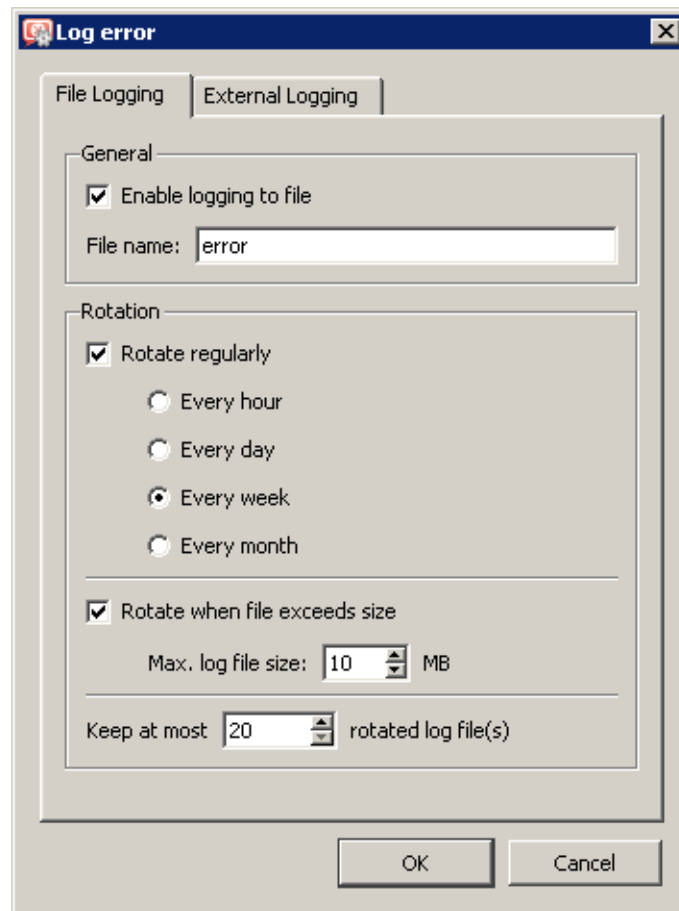 Log error
File Logging External Logging
General
Enable logging to file
File name: error
Rotation
Rotate regularly
Every hour
Every day
Every week
Every month
Rotate when file exceeds size
Max. log file size: 10 MB
Keep at most 20 rotated log file(s)
OK Cancel